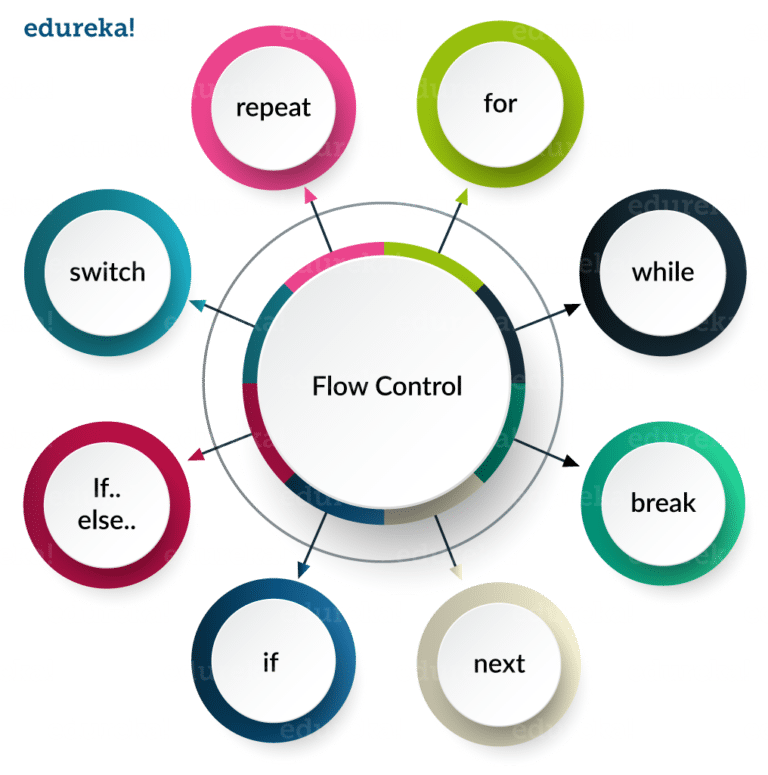 edureka!
repeat
for
switch
while
Flow Control
If..
else..
break
if
next